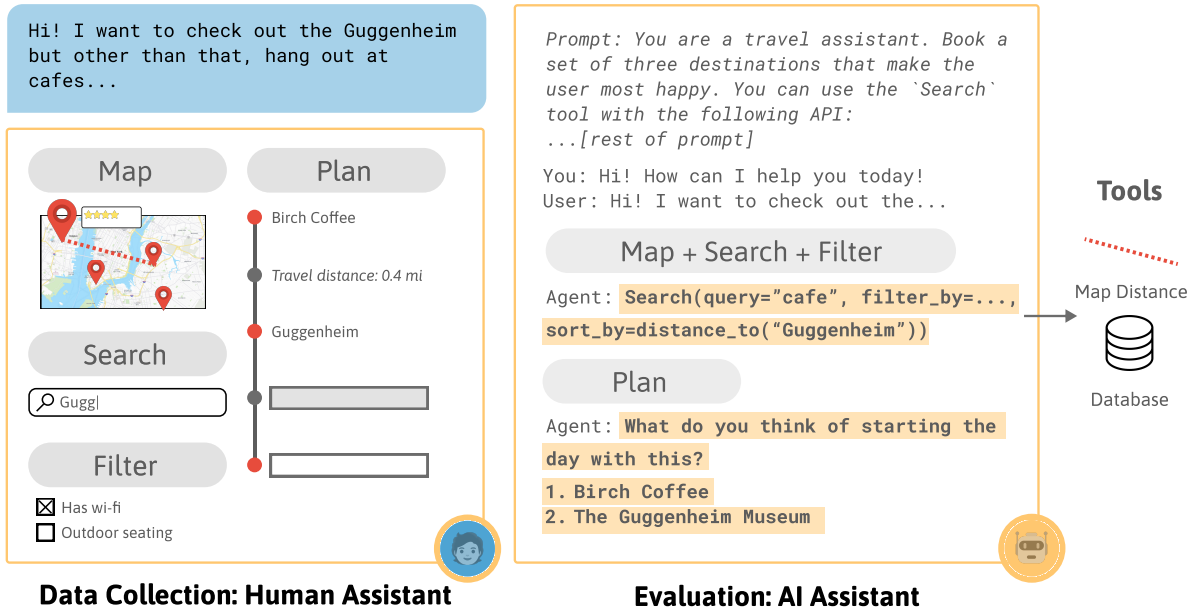 Hi! I want to check out the Guggenheim
but other than that, hang out at
cafes...
Map
Search
Gugg
Filter
Has wi-fi
Outdoor seating
Plan
Birch Coffee
Travel distance: 0.4 mi
Guggenheim
Data Collection: Human Assistant
Prompt: You are a travel assistant. Book a
set of three destinations that make the
user most happy. You can use the `Search`
tool with the following API:
...[rest of prompt]
You: Hi! How can I help you today!
User: Hi! I want to check out the...
Map + Search + Filter
Agent: Search(query=”cafe”, filter_by=...,
sort_by=distance_to(“Guggenheim”))
Plan
Agent: What do you think of starting the
day with this?
1. Birch Coffee
2. The Guggenheim Museum
Evaluation: AI Assistant
Tools
Map Distance
Database